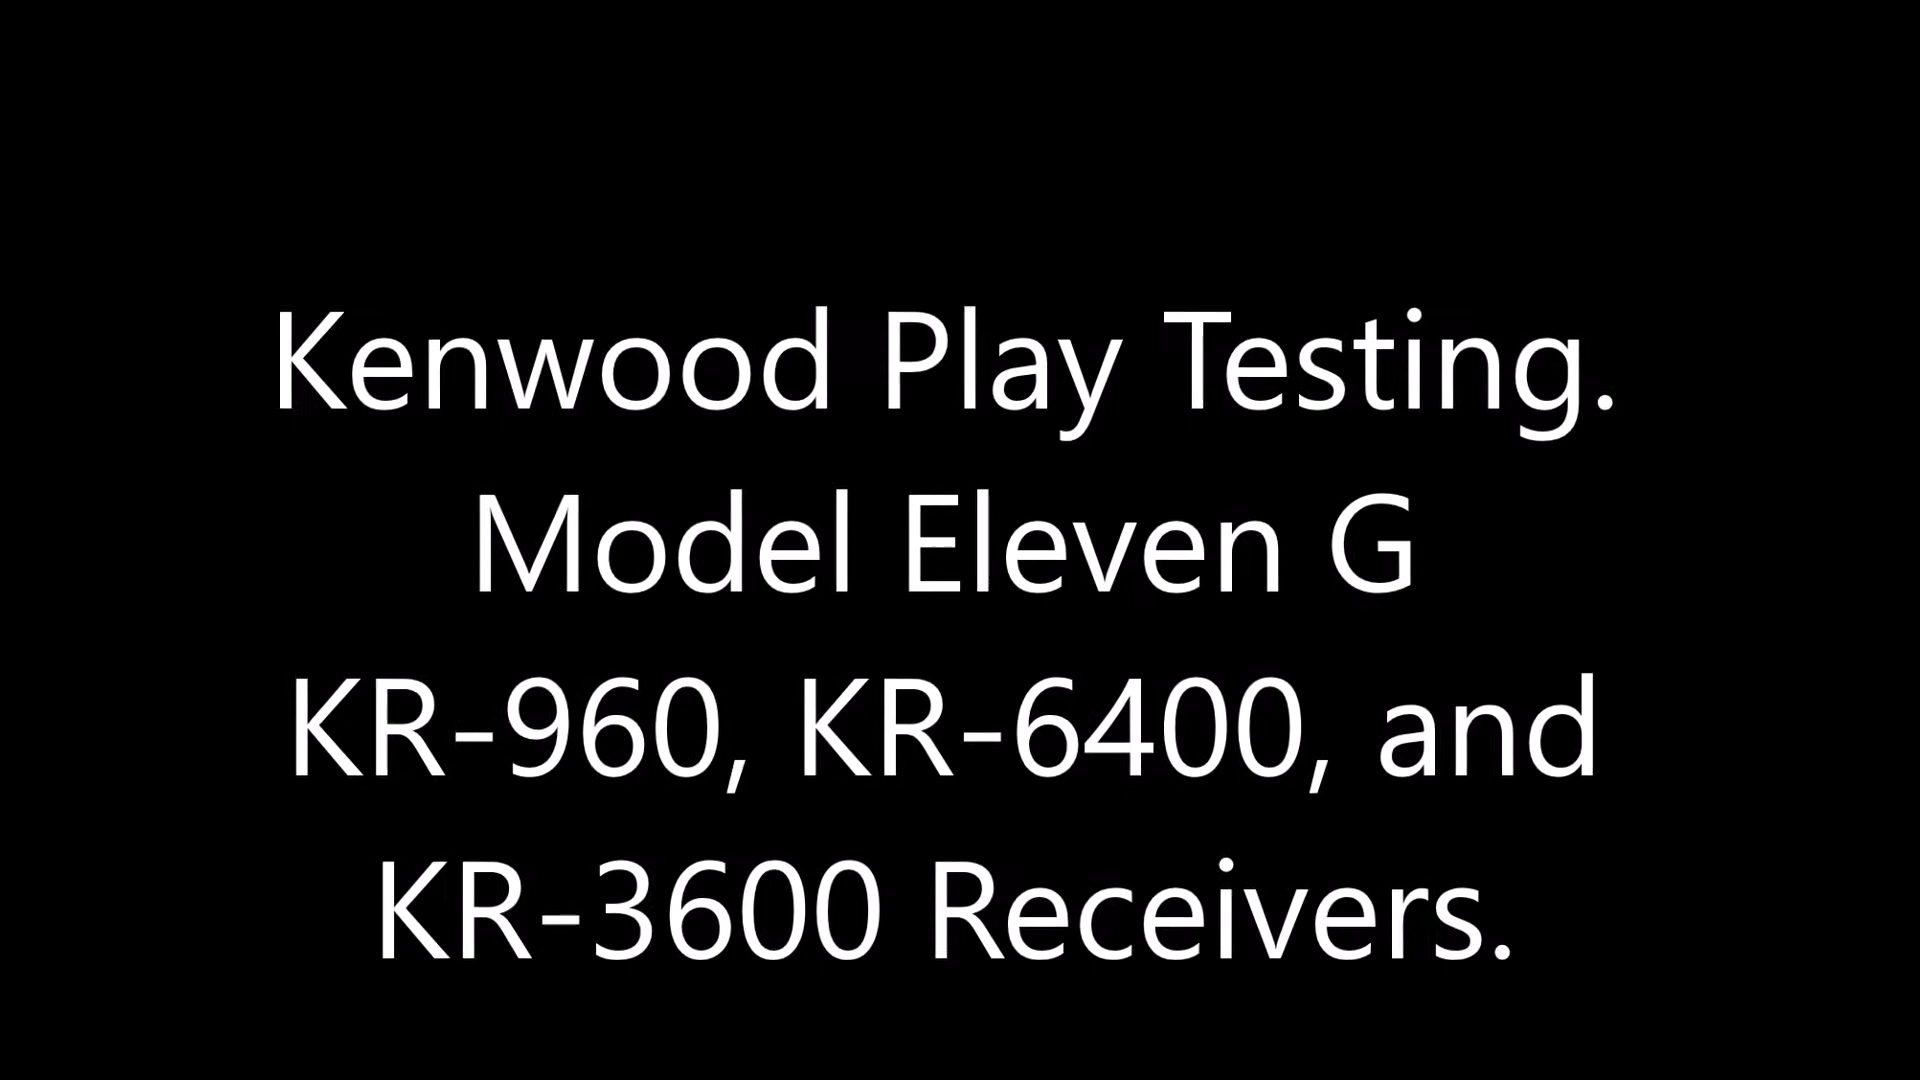 Kenwood Play Testing.
Model Eleven G
KR-960, KR-6400, and
KR-3600 Receivers.